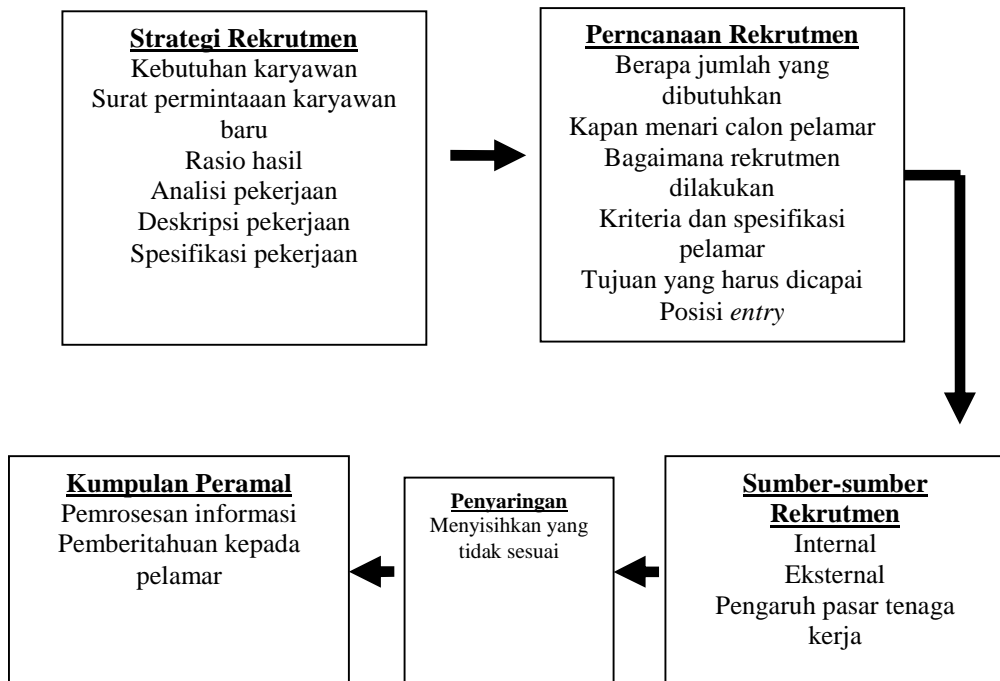 Strategi Rekrutmen
Kebutuhan karyawan
Surat permintaaan karyawan
baru
Rasio hasil
Analisi pekerjaan
Deskripsi pekerjaan
Spesifikasi pekerjaan
Perncanaan Rekrutmen
Berapa jumlah yang
dibutuhkan
Kapan menari calon pelamar
Bagaimana rekrutmen
dilakukan
Kriteria dan spesifikasi
pelamar
Tujuan yang harus dicapai
Posisi entry
Sumber-sumber
Rekrutmen
Internal
Eksternal
Pengaruh pasar tenaga
kerja
Penyaringan
Menyisihkan yang
tidak sesuai
Kumpulan Peramal
Pemrosesan informasi
Pemberitahuan kepada
pelamar